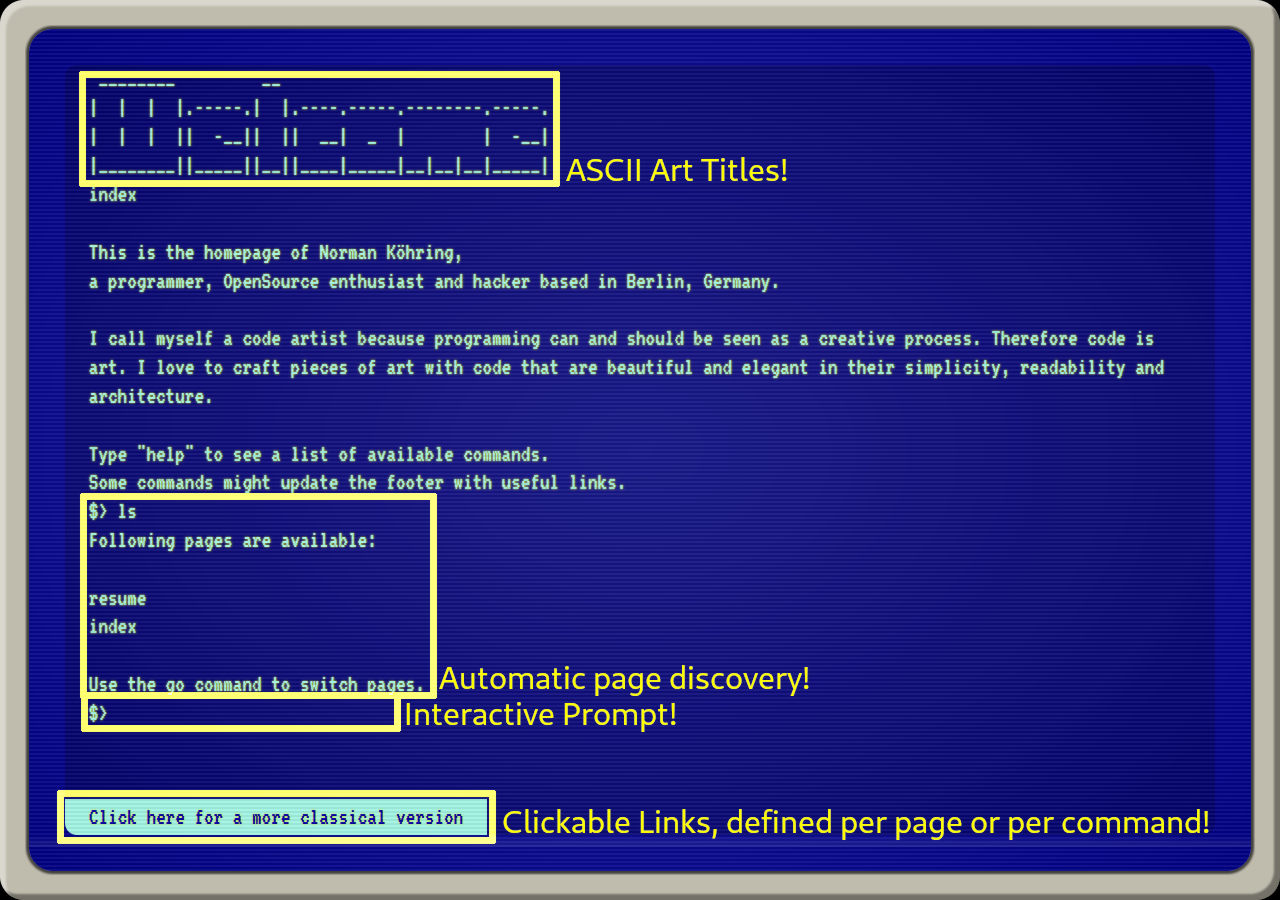 ________         __
|  |  |  |.-----.|  |.----.-----.--------.-----.
|  |  |  ||  -__||  ||  __|  _  |        |  -__|
|________||_____||__||____|_____|__|__|__|_____|
ASCII Art Titles!
index
This is the homepage of Norman Köhring,
a programmer, OpenSource enthusiast and hacker based in Berlin, Germany.
I call myself a code artist because programming can and should be seen as a creative process. Therefore code is
art. I love to craft pieces of art with code that are beautiful and elegant in their simplicity, readability and
architecture.
Type "help" to see a list of available commands.
Some commands might update the footer with useful links.
$> ls
Following pages are available:
resume
index
Use the go command to switch pages.
Automatic page discovery!
$>
Interactive Prompt!
Click here for a more classical version
Clickable Links, defined per page or per command!